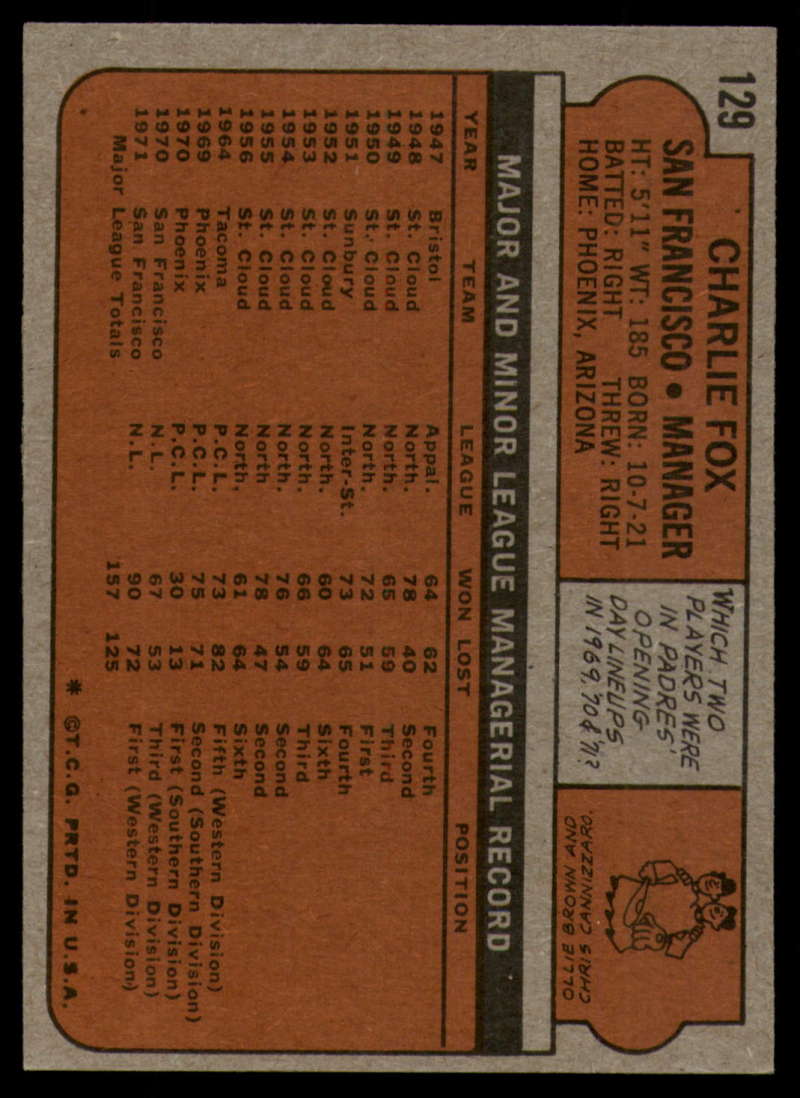 129
CHARLIE FOX
SAN FRANCISCO • MANAGER
HT: 5'11" WT: 185 BORN: 10-7-21
BATTED: RIGHT THREW: RIGHT
HOME: PHOENIX, ARIZONA
WHICH TWO
PLAYERS WERE
IN PADRES'
OPENING
DAY LINEUPS
IN 1969, '70 & '71?
OLLIE BROWN AND
CHRIS CANNIZZARO.
MAJOR AND MINOR LEAGUE MANAGERIAL RECORD
YEAR TEAM LEAGUE WON LOST POSITION
1947 Bristol Appal. 64 62 Fourth
1948 St. Cloud North. 78 40 Second
1949 St. Cloud North. 65 59 Third
1950 St. Cloud North. 72 51 First
1951 Sunbury Inter-St. 73 65 Fourth
1952 St. Cloud North. 60 64 Sixth
1953 St. Cloud North. 66 59 Third
1954 St. Cloud North. 76 54 Second
1955 St. Cloud North 78 47 Second
1956 St. Cloud North. 61 64 Sixth
1964 Tacoma P.C.L. 73 82 Fifth (Western Division)
1969 Phoenix P.C.L. 75 71 Second (Southern Division)
1970 Phoenix P.C.L. 30 13 First (Southern Division)
1970 San Francisco N.L. 67 53 Third (Western Division)
1971 San Francisco N.L. 90 72 First (Western Division)
Major League Totals 157 125
* ©T.C.G. PRTD. IN U.S.A.